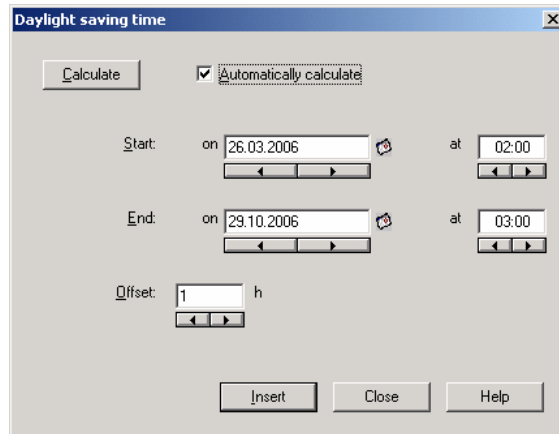 Daylight saving time
Calculate Automatically calculate
Start: on 26.03.2006 at 02:00
End: on 29.10.2006 at 03:00
Offset: 1 h
Insert Close Help